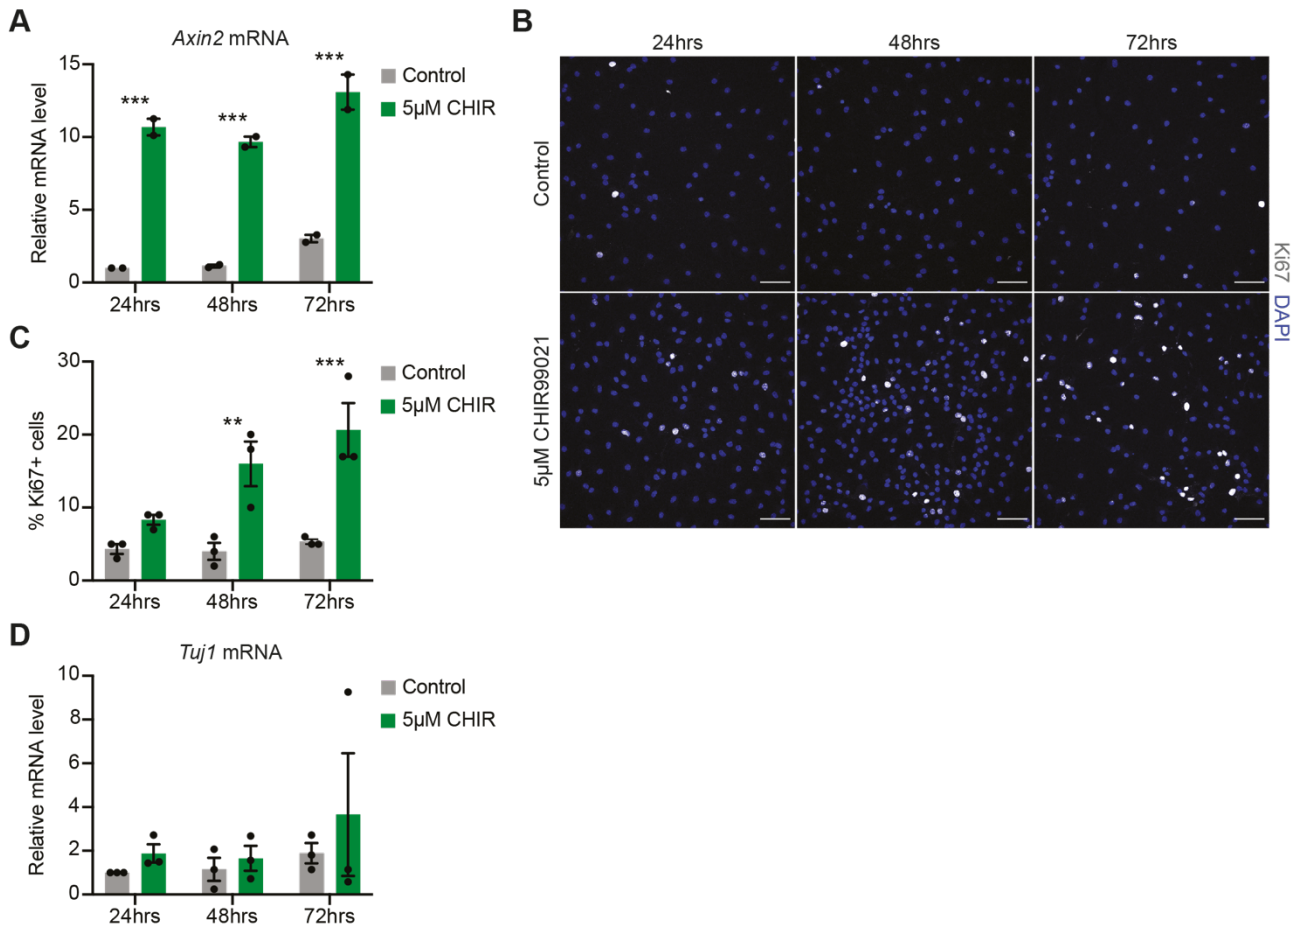 A
Axin2 mRNA
Relative mRNA level
15
10
5
0
***
***
***
24hrs
48hrs
72hrs
Control
5µM CHIR
B
24hrs
48hrs
72hrs
Control
5µM CHIR99021
Ki67 DAPI
C
% Ki67+ cells
30
20
10
0
**
***
24hrs
48hrs
72hrs
Control
5µM CHIR
D
Tuj1 mRNA
Relative mRNA level
10
8
6
4
2
0
24hrs
48hrs
72hrs
Control
5µM CHIR